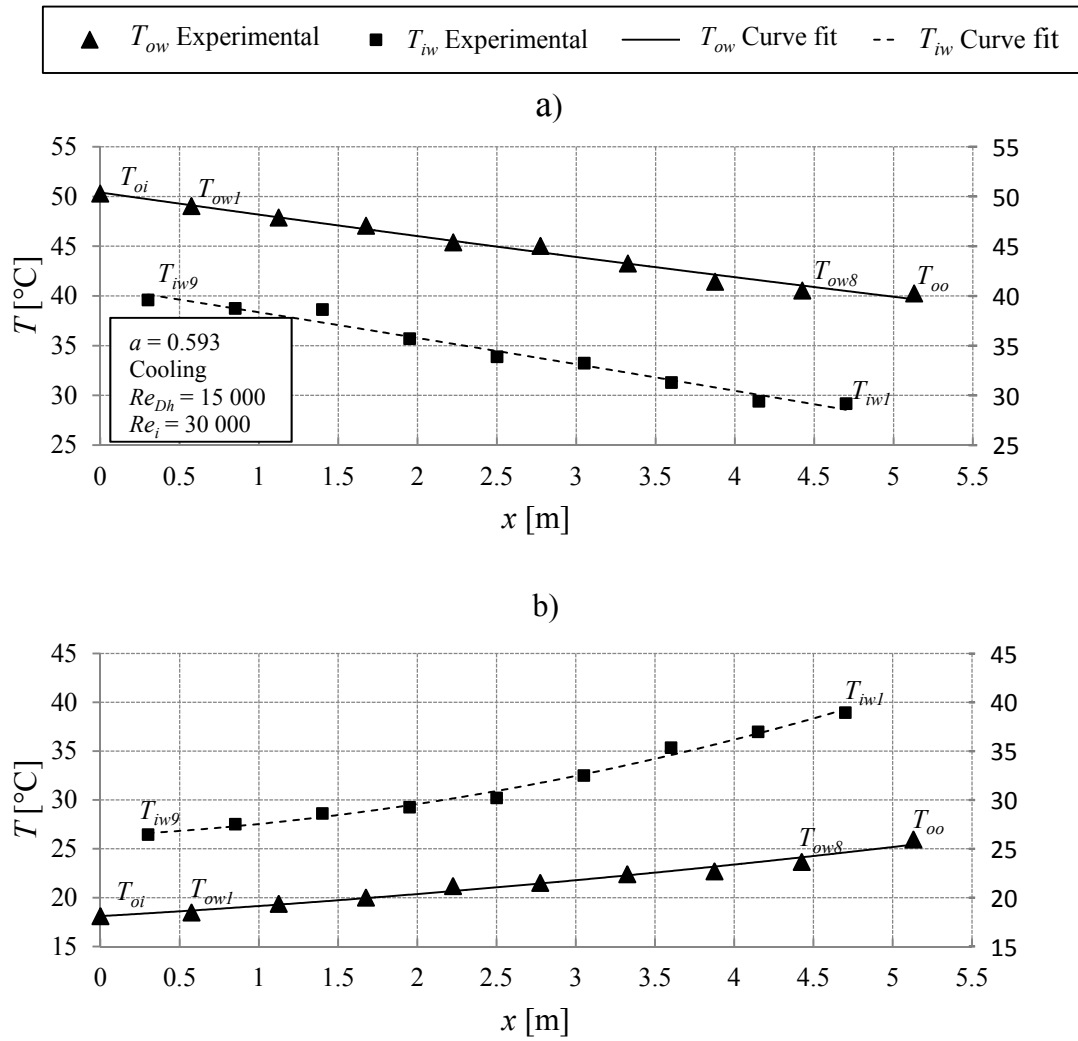 T_ow Experimental T_iw Experimental T_ow Curve fit T_iw Curve fit
a)
55 55
50 50
45 45
40 40
35 35
30 30
25 25
T [°C]
T_oi
T_ow1
T_iw9
T_ow8
T_oo
T_iw1
a = 0.593
Cooling
Re_Dh = 15 000
Re_i = 30 000
0 0.5 1 1.5 2 2.5 3 3.5 4 4.5 5 5.5
x [m]
b)
45 45
40 40
35 35
30 30
25 25
20 20
15 15
T [°C]
T_iw1
T_iw9
T_oo
T_ow8
T_oi
T_ow1
0 0.5 1 1.5 2 2.5 3 3.5 4 4.5 5 5.5
x [m]